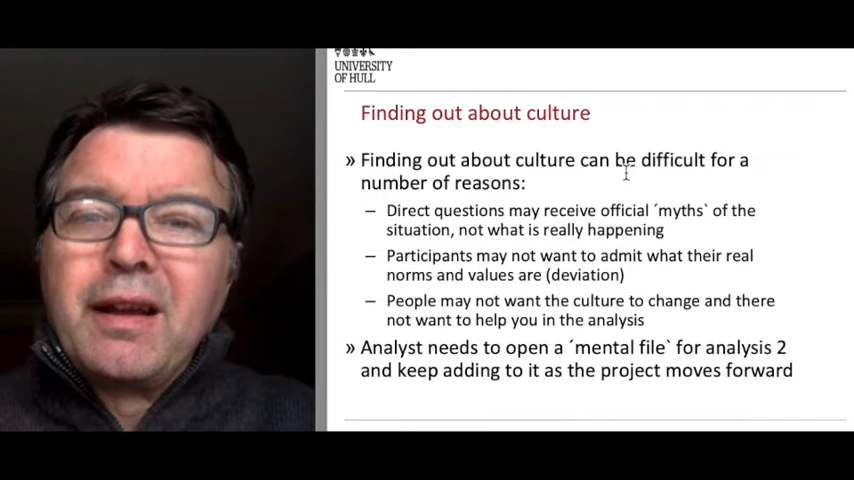 UNIVERSITY
OF HULL
Finding out about culture
» Finding out about culture can be difficult for a
number of reasons:
– Direct questions may receive official ´myths` of the
situation, not what is really happening
– Participants may not want to admit what their real
norms and values are (deviation)
– People may not want the culture to change and there
not want to help you in the analysis
» Analyst needs to open a ´mental file` for analysis 2
and keep adding to it as the project moves forward